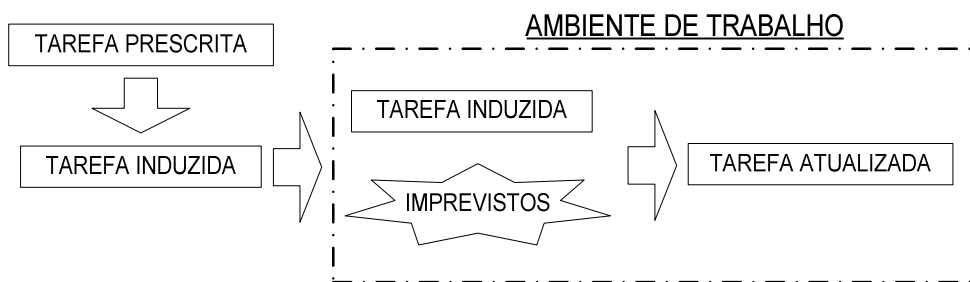 AMBIENTE DE TRABALHO
TAREFA PRESCRITA
TAREFA INDUZIDA
TAREFA INDUZIDA
IMPREVISTOS
TAREFA ATUALIZADA